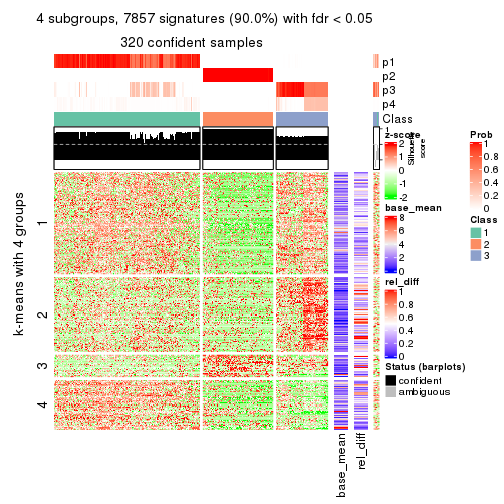 4 subgroups, 7857 signatures (90.0%) with fdr < 0.05
320 confident samples
p1
p2
p3
p4
Class
1
Silhouette
score
k-means with 4 groups
1
2
3
4
base_mean
rel_diff
z-score
2
1
0
-1
-2
base_mean
8
6
4
2
0
rel_diff
1
0.8
0.6
0.4
0.2
0
Status (barplots)
confident
ambiguous
Prob
1
0.8
0.6
0.4
0.2
0
Class
1
2
3